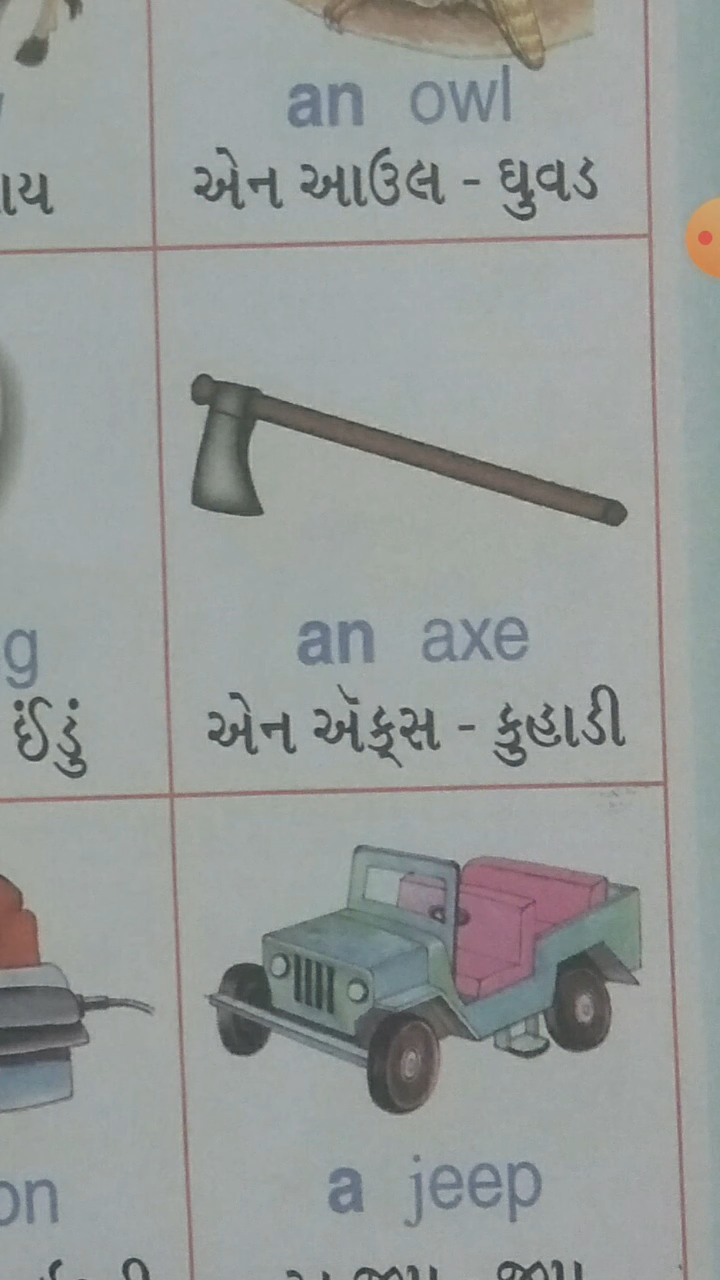 an owl
એન આઉલ - ઘુવડ
an axe
એન ઍક્સ - કુહાડી
g
ઈંડું
a jeep
on